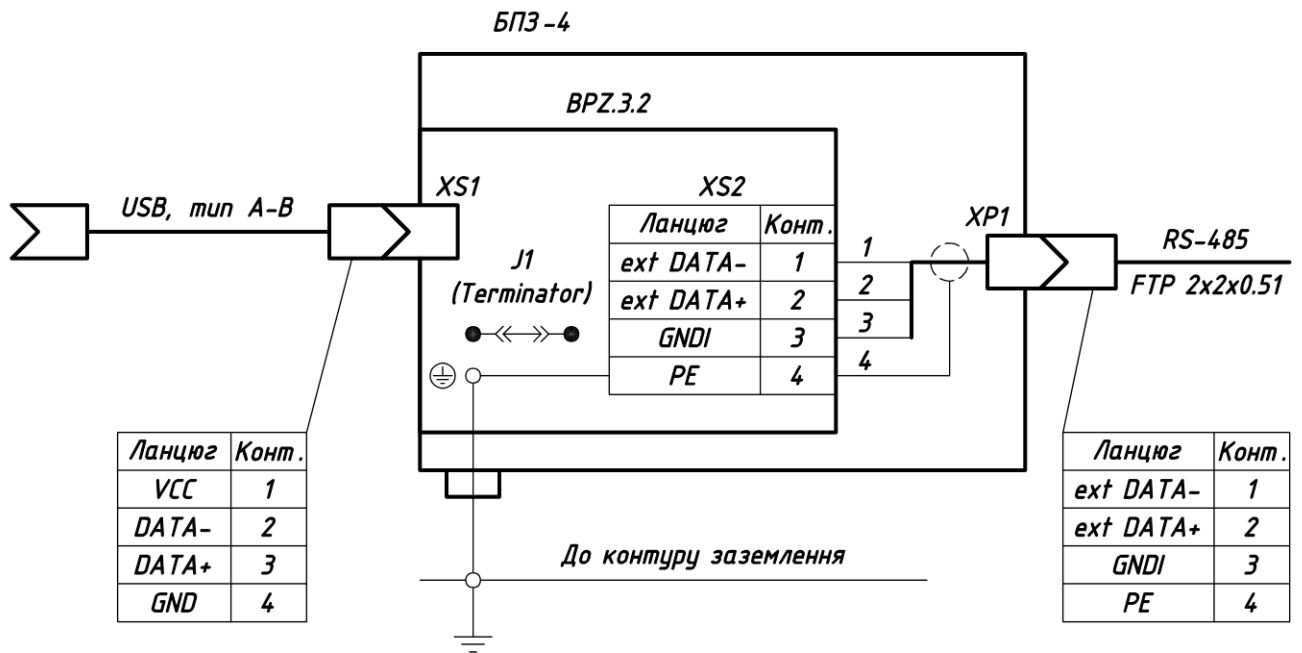 БПЗ-4
BPZ.3.2
XS1
XS2
USB, тип A-B
J1
(Terminator)
Ланцюг Конт.
ext DATA- 1
ext DATA+ 2
GNDI 3
PE 4
1
2
3
4
XP1
RS-485
FTP 2x2x0.51
Ланцюг Конт.
VCC 1
DATA- 2
DATA+ 3
GND 4
До контуру заземлення
Ланцюг Конт.
ext DATA- 1
ext DATA+ 2
GNDI 3
PE 4